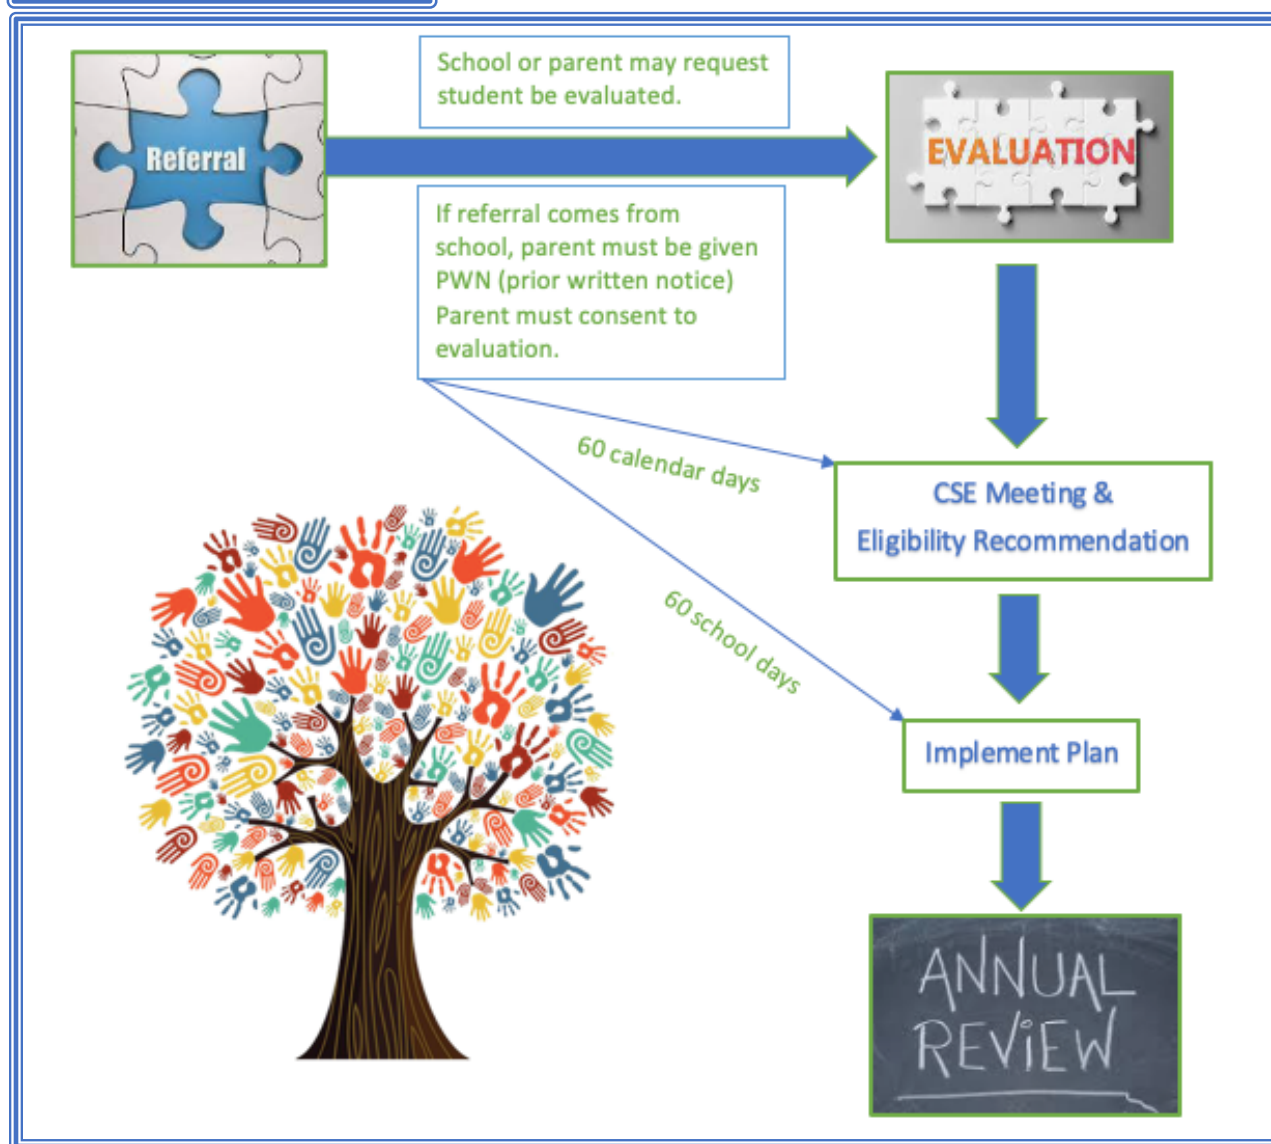 School or parent may request
student be evaluated.
Referral
EVALUATION
If referral comes from
school, parent must be given
PWN (prior written notice)
Parent must consent to
evaluation.
60 calendar days
CSE Meeting &
Eligibility Recommendation
60 school days
Implement Plan
ANNUAL
REVIEW